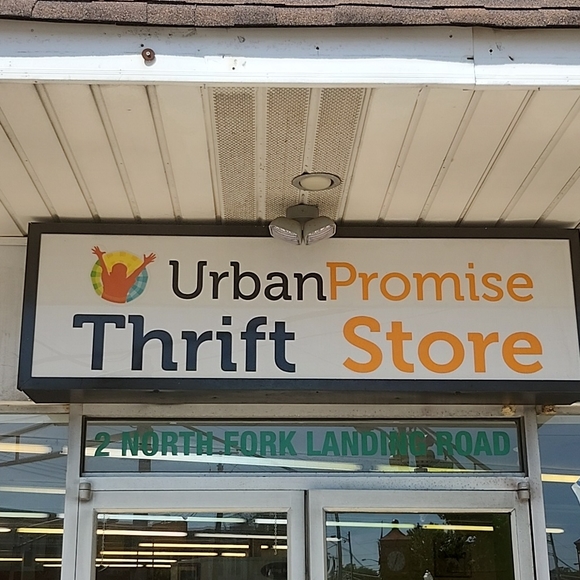 UrbanPromise
Thrift Store
2 NORTH FORK LANDING ROAD